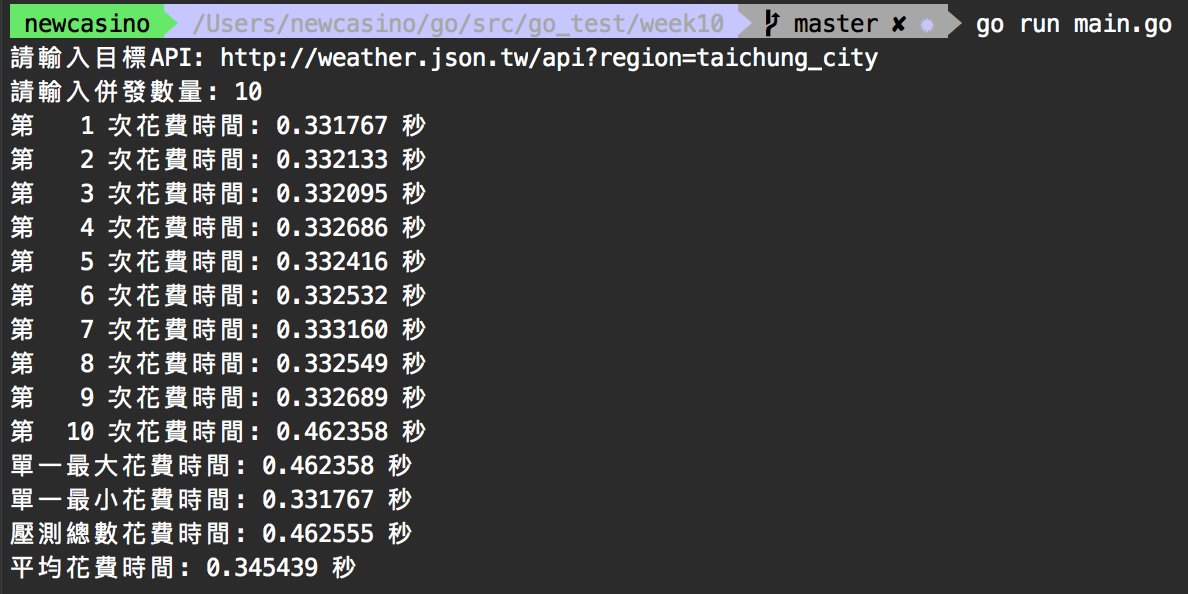 newcasino /Users/newcasino/go/src/go_test/week10 master ✘ go run main.go
請輸入目標API: http://weather.json.tw/api?region=taichung_city
請輸入併發數量: 10
第   1 次花費時間: 0.331767 秒
第   2 次花費時間: 0.332133 秒
第   3 次花費時間: 0.332095 秒
第   4 次花費時間: 0.332686 秒
第   5 次花費時間: 0.332416 秒
第   6 次花費時間: 0.332532 秒
第   7 次花費時間: 0.333160 秒
第   8 次花費時間: 0.332549 秒
第   9 次花費時間: 0.332689 秒
第  10 次花費時間: 0.462358 秒
單一最大花費時間: 0.462358 秒
單一最小花費時間: 0.331767 秒
壓測總數花費時間: 0.462555 秒
平均花費時間: 0.345439 秒